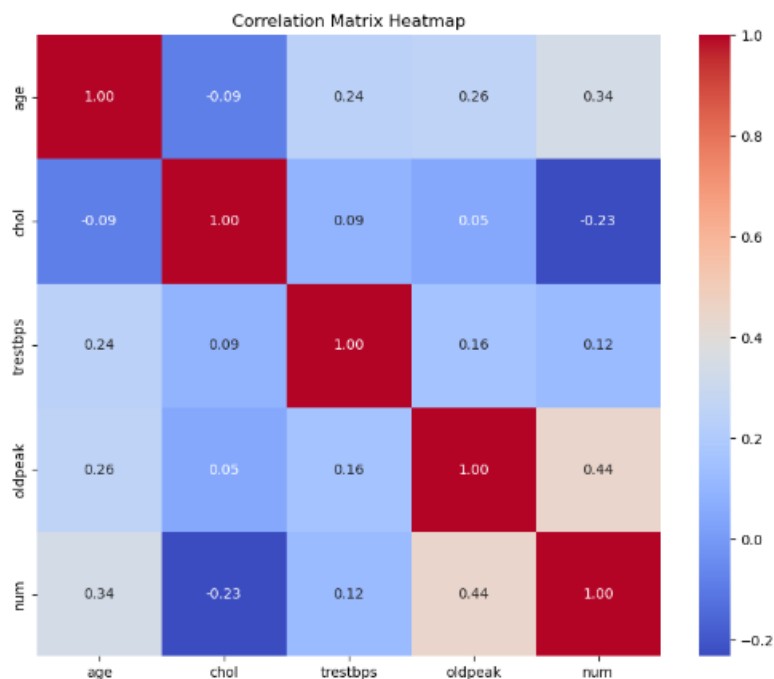 Correlation Matrix Heatmap
age 1.00 -0.09 0.24 0.26 0.34
chol -0.09 1.00 0.09 0.05 -0.23
trestbps 0.24 0.09 1.00 0.16 0.12
oldpeak 0.26 0.05 0.16 1.00 0.44
num 0.34 -0.23 0.12 0.44 1.00
age chol trestbps oldpeak num
1.0
0.8
0.6
0.4
0.2
0.0
−0.2